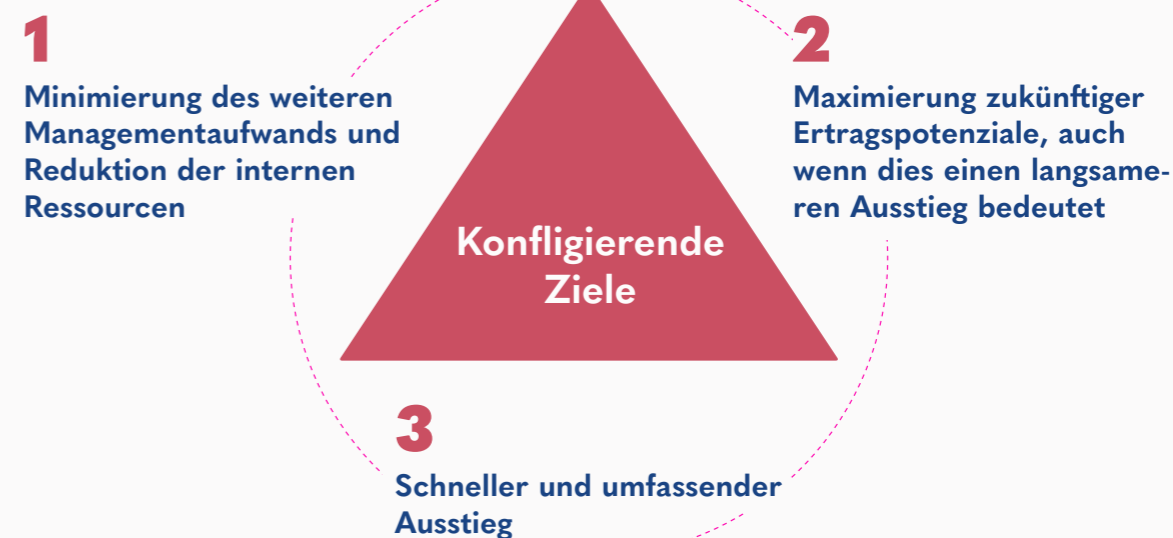 1
Minimierung des weiteren
Managementaufwands und
Reduktion der internen
Ressourcen
2
Maximierung zukünftiger
Ertragspotenziale, auch
wenn dies einen langsame-
ren Ausstieg bedeutet
Konfligierende
Ziele
3
Schneller und umfassender
Ausstieg